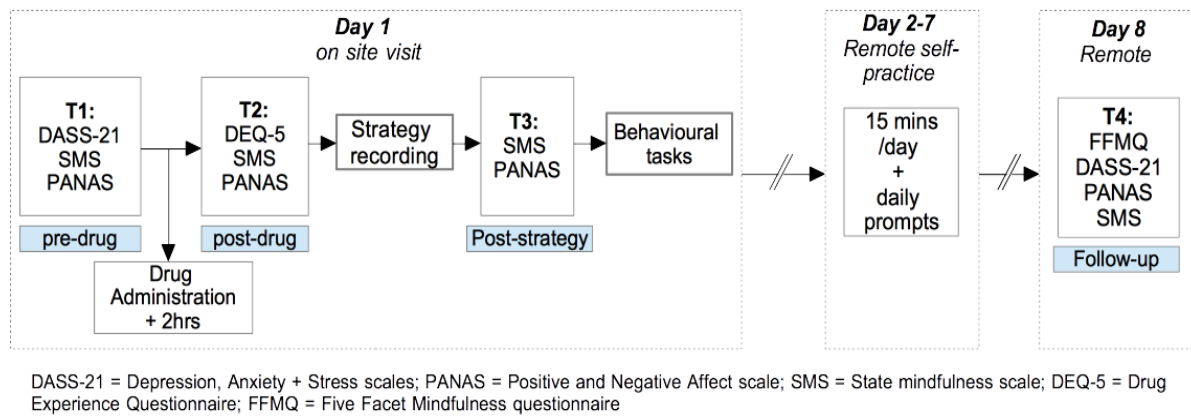 Day 1
on site visit
T1:
DASS-21
SMS
PANAS
pre-drug
Drug
Administration
+ 2hrs
T2:
DEQ-5
SMS
PANAS
post-drug
Strategy
recording
T3:
SMS
PANAS
Post-strategy
Behavioural
tasks
Day 2-7
Remote self-
practice
15 mins
/day
+
daily
prompts
Day 8
Remote
T4:
FFMQ
DASS-21
PANAS
SMS
Follow-up
DASS-21 = Depression, Anxiety + Stress scales; PANAS = Positive and Negative Affect scale; SMS = State mindfulness scale; DEQ-5 = Drug
Experience Questionnaire; FFMQ = Five Facet Mindfulness questionnaire